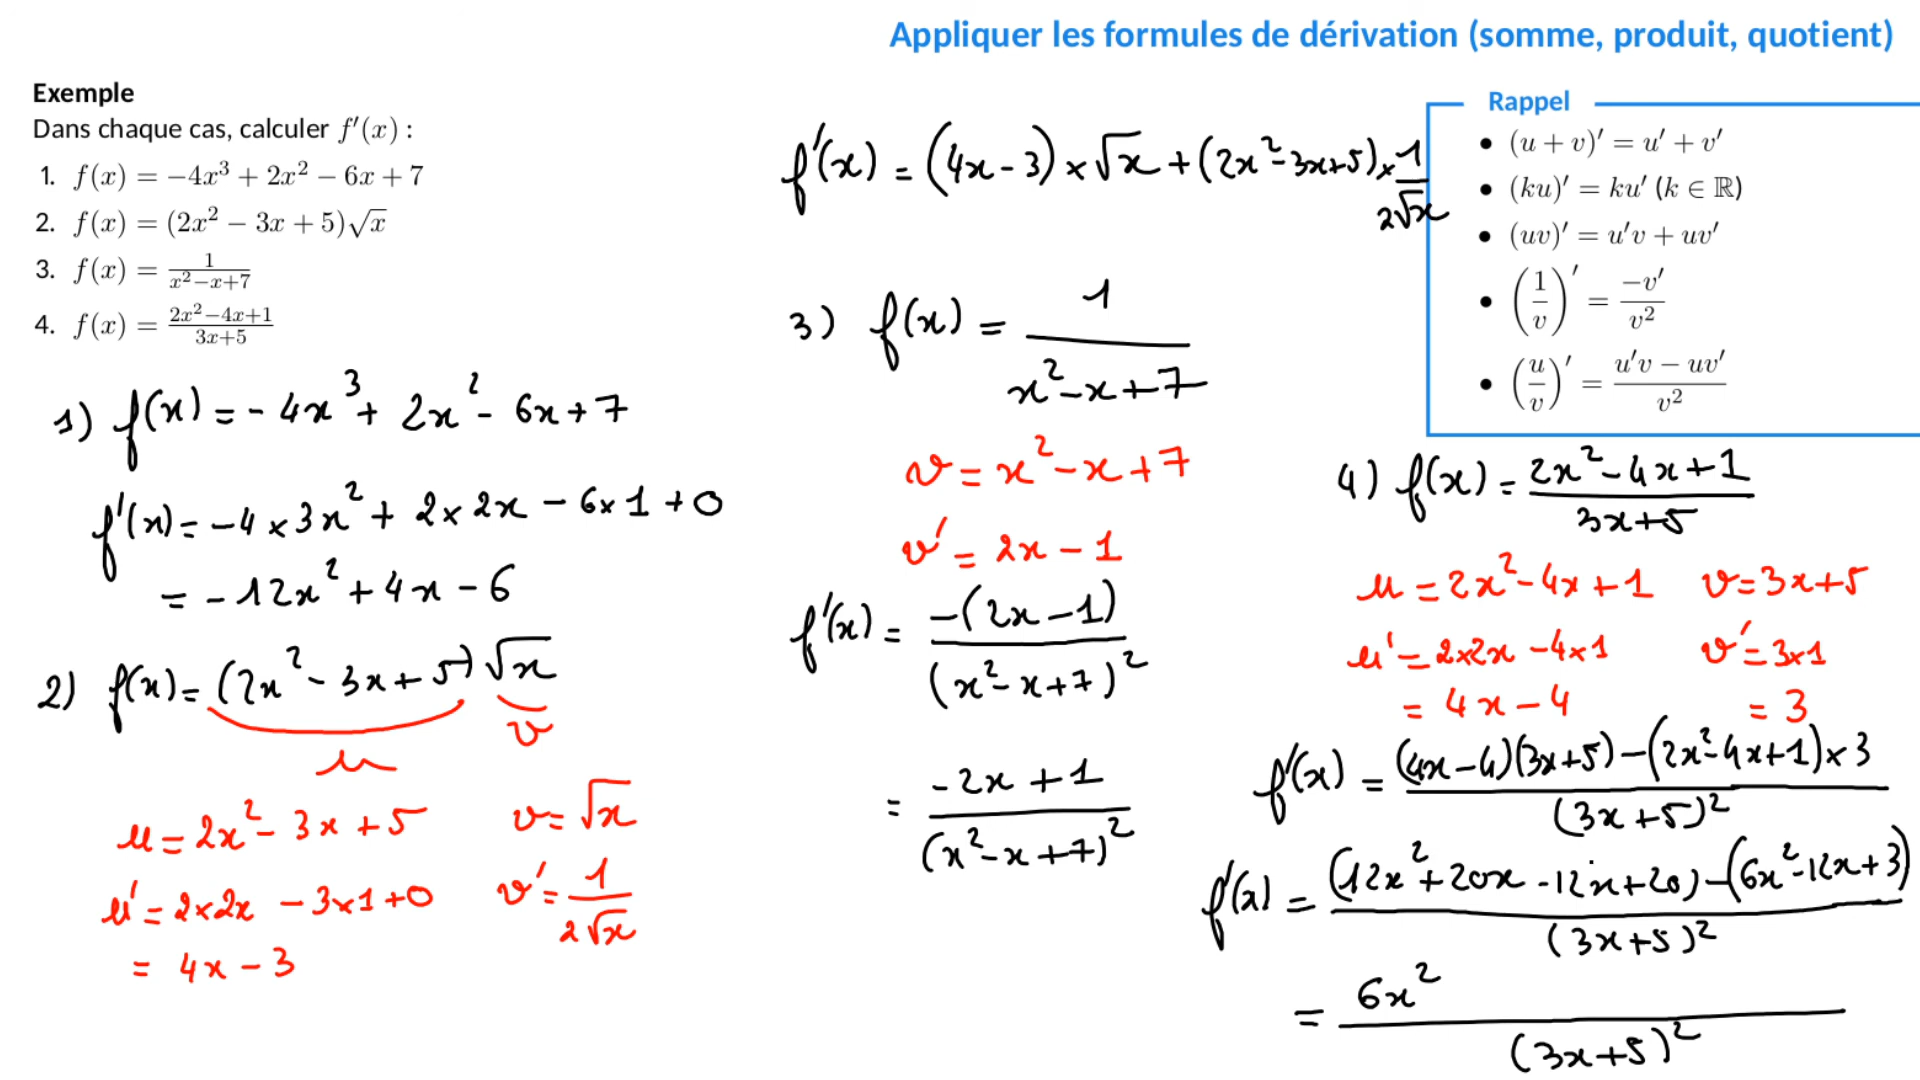 Appliquer les formules de dérivation (somme, produit, quotient)
Exemple
Dans chaque cas, calculer f′(x) :
1. f(x) = −4x³ + 2x² − 6x + 7
2. f(x) = (2x² − 3x + 5)√x
3. f(x) = 1/(x²−x+7)
4. f(x) = (2x²−4x+1)/(3x+5)
1) f(x) = - 4x³ + 2x² - 6x + 7
f'(x) = -4 × 3x² + 2 × 2x - 6 × 1 + 0
= - 12x² + 4x - 6
2) f(x) = (2x² - 3x + 5) √x
u
v
u = 2x² - 3x + 5
v = √x
u' = 2×2x - 3×1 + 0
v' = 1/(2√x)
= 4x - 3
f'(x) = (4x - 3) × √x + (2x² - 3x + 5) × 1/(2√x)
3) f(x) = 1/(x² - x + 7)
v = x² - x + 7
v' = 2x - 1
f'(x) = -(2x - 1)/(x² - x + 7)²
= (-2x + 1)/(x² - x + 7)²
Rappel
• (u + v)′ = u′ + v′
• (ku)′ = ku′ (k ∈ ℝ)
• (uv)′ = u′v + uv′
• (1/v)′ = −v′/v²
• (u/v)′ = (u′v − uv′)/v²
4) f(x) = (2x² - 4x + 1)/(3x + 5)
u = 2x² - 4x + 1
v = 3x + 5
u' = 2×2x - 4×1
v' = 3×1
= 4x - 4
= 3
f'(x) = ((4x - 4)(3x + 5) - (2x² - 4x + 1) × 3)/(3x + 5)²
f'(x) = ((12x² + 20x - 12x + 20) - (6x² - 12x + 3))/(3x + 5)²
= 6x²/(3x + 5)²